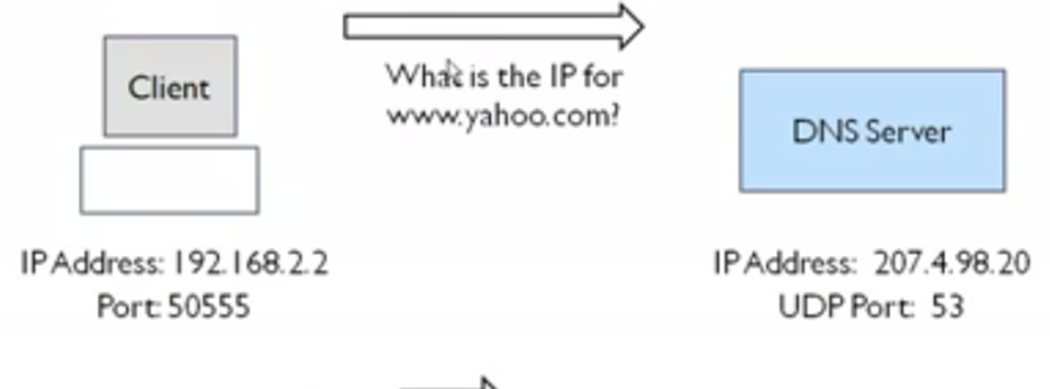 Client
What is the IP for
www.yahoo.com?
DNS Server
IP Address: 192.168.2.2
Port: 50555
IP Address: 207.4.98.20
UDP Port: 53